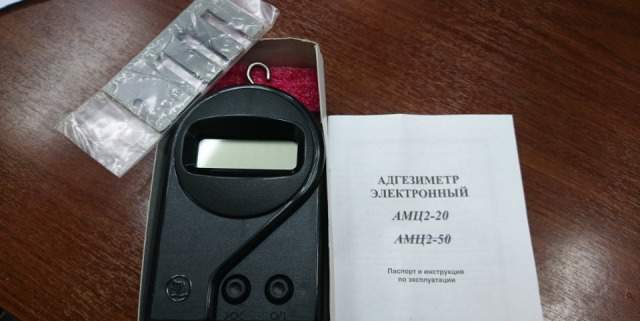 АДГЕЗИМЕТР
ЭЛЕКТРОННЫЙ
АМЦ2-20
АМЦ2-50
Паспорт и инструкция
по эксплуатации